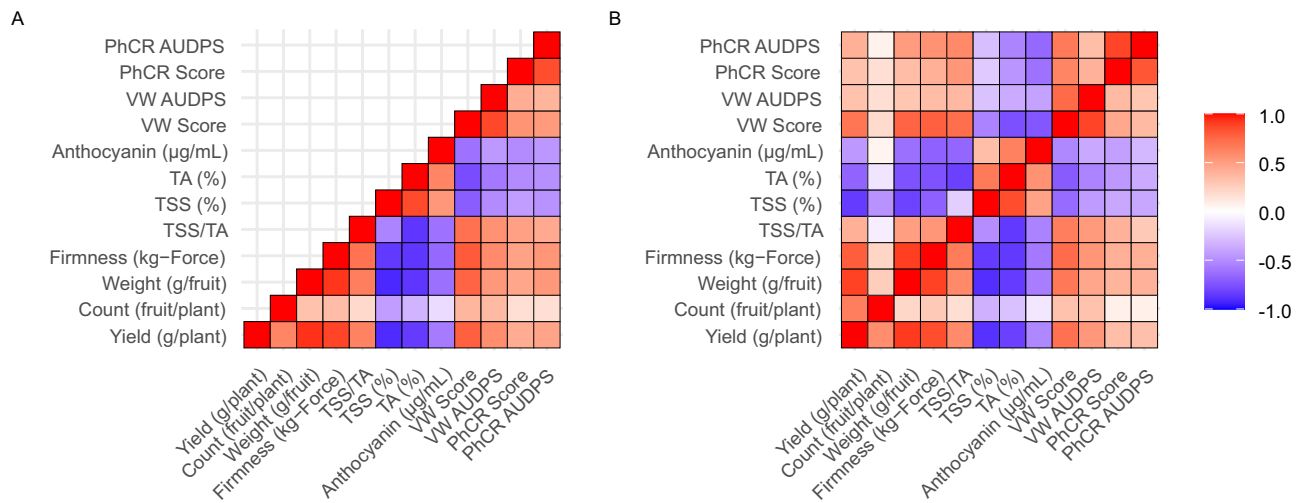 A
PhCR AUDPS
PhCR Score
VW AUDPS
VW Score
Anthocyanin (μg/mL)
TA (%)
TSS (%)
TSS/TA
Firmness (kg−Force)
Weight (g/fruit)
Count (fruit/plant)
Yield (g/plant)
Yield (g/plant)
Count (fruit/plant)
Weight (g/fruit)
Firmness (kg−Force)
TSS/TA
TSS (%)
TA (%)
Anthocyanin (μg/mL)
VW Score
VW AUDPS
PhCR Score
PhCR AUDPS
B
PhCR AUDPS
PhCR Score
VW AUDPS
VW Score
Anthocyanin (μg/mL)
TA (%)
TSS (%)
TSS/TA
Firmness (kg−Force)
Weight (g/fruit)
Count (fruit/plant)
Yield (g/plant)
Yield (g/plant)
Count (fruit/plant)
Weight (g/fruit)
Firmness (kg−Force)
TSS/TA
TSS (%)
TA (%)
Anthocyanin (μg/mL)
VW Score
VW AUDPS
PhCR Score
PhCR AUDPS
1.0
0.5
0.0
-0.5
-1.0